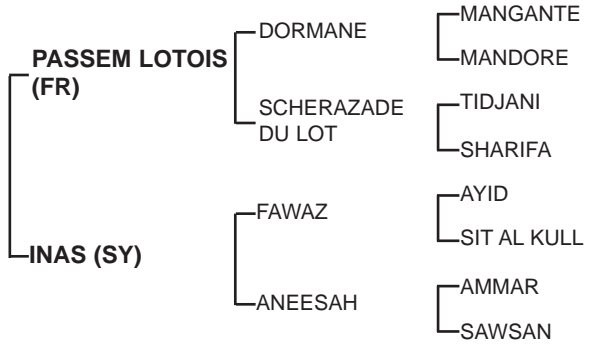 MANGANTE
DORMANE
MANDORE
PASSEM LOTOIS
(FR)
TIDJANI
SCHERAZADE
DU LOT
SHARIFA
AYID
FAWAZ
SIT AL KULL
INAS (SY)
AMMAR
ANEESAH
SAWSAN